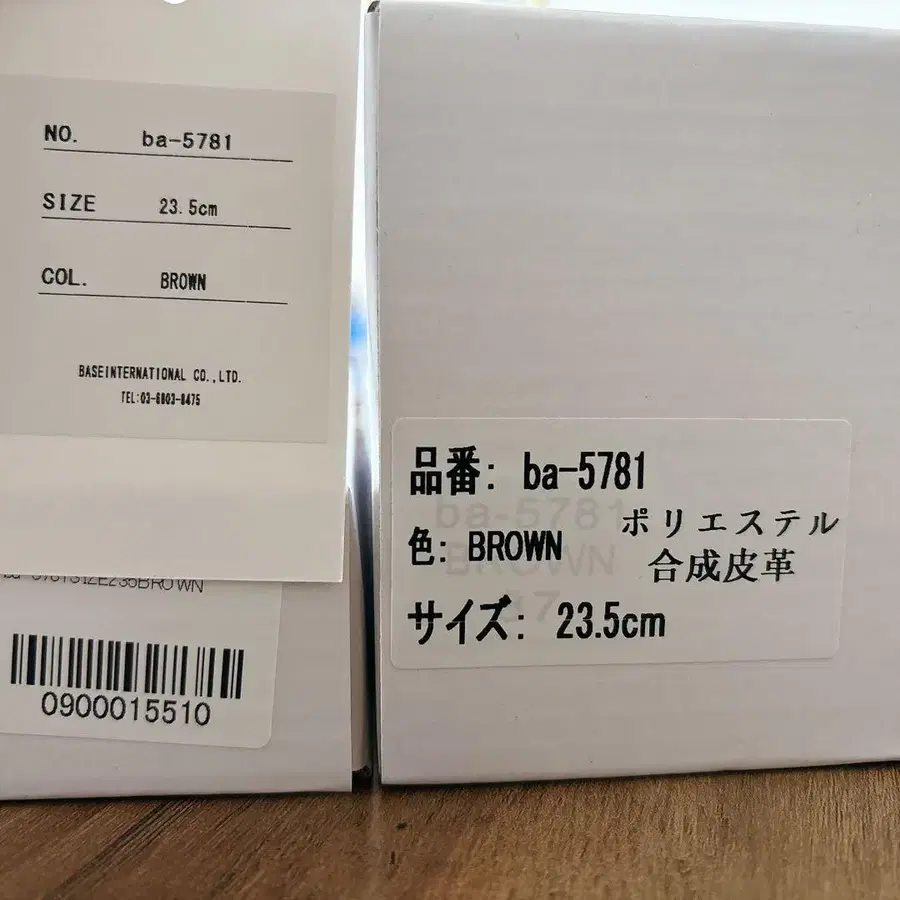 NO. ba-5781
SIZE 23.5cm
COL. BROWN
BASEINTERNATIONAL CO.,LTD.
TEL:03-6803-8475
0900015510
品番: ba-5781
色: BROWN
ポリエステル
合成皮革
サイズ: 23.5cm